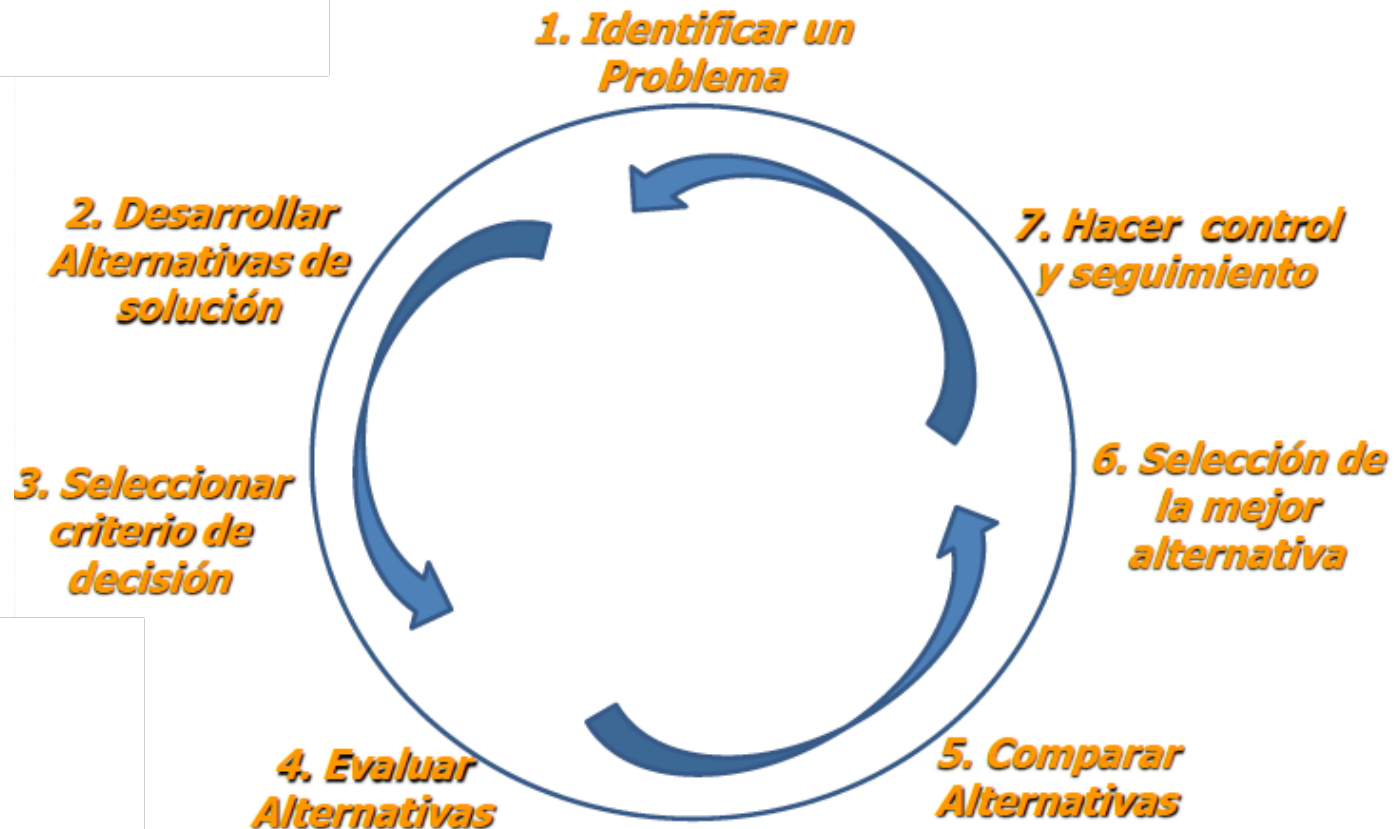 1. Identificar un
Problema
2. Desarrollar
Alternativas de
solución
3. Seleccionar
criterio de
decisión
4. Evaluar
Alternativas
5. Comparar
Alternativas
6. Selección de
la mejor
alternativa
7. Hacer control
y seguimiento